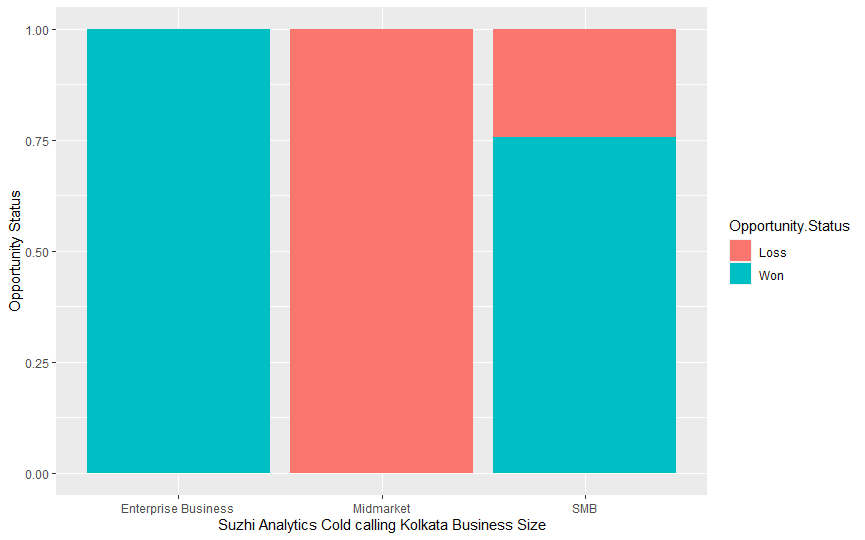 1.00
0.75
0.50
0.25
0.00
Opportunity Status
Enterprise Business
Midmarket
SMB
Suzhi Analytics Cold calling Kolkata Business Size
Opportunity.Status
Loss
Won